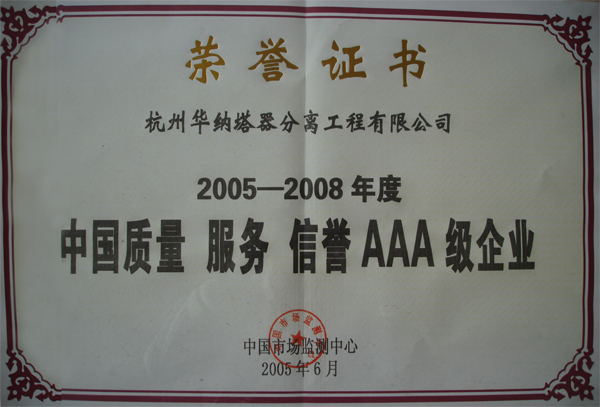 荣誉证书
杭州华纳塔器分离工程有限公司
2005—2008年度
中国质量 服务 信誉AAA级企业
中国市场监测中心
2005年6月